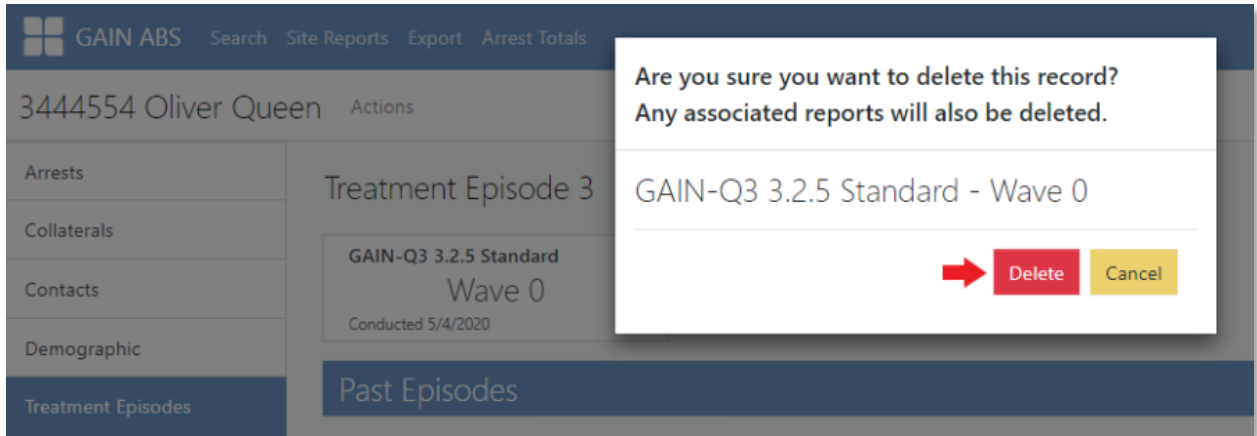 GAIN ABS Search Site Reports Export Arrest Totals
3444554 Oliver Queen Actions
Arrests
Collaterals
Contacts
Demographic
Treatment Episodes
Treatment Episode 3
GAIN-Q3 3.2.5 Standard
Wave 0
Conducted 5/4/2020
Past Episodes
Are you sure you want to delete this record?
Any associated reports will also be deleted.
GAIN-Q3 3.2.5 Standard - Wave 0
Delete Cancel